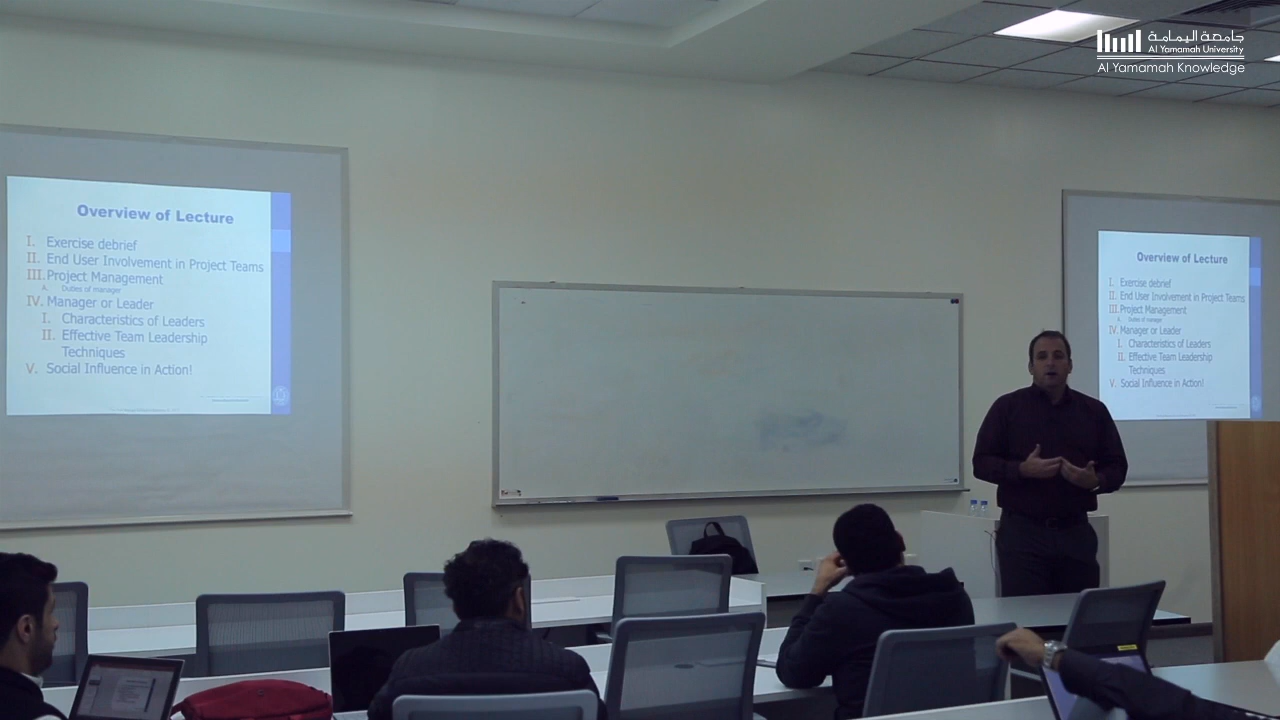 جامعة اليمامة
Al Yamamah University
Al Yamamah Knowledge
Overview of Lecture
I. Exercise debrief
II. End User Involvement in Project Teams
III. Project Management
A. Duties of manager
IV. Manager or Leader
I. Characteristics of Leaders
II. Effective Team Leadership
Techniques
V. Social Influence in Action!
Overview of Lecture
I. Exercise debrief
II. End User Involvement in Project Teams
III. Project Management
A. Duties of manager
IV. Manager or Leader
I. Characteristics of Leaders
II. Effective Team Leadership
Techniques
V. Social Influence in Action!